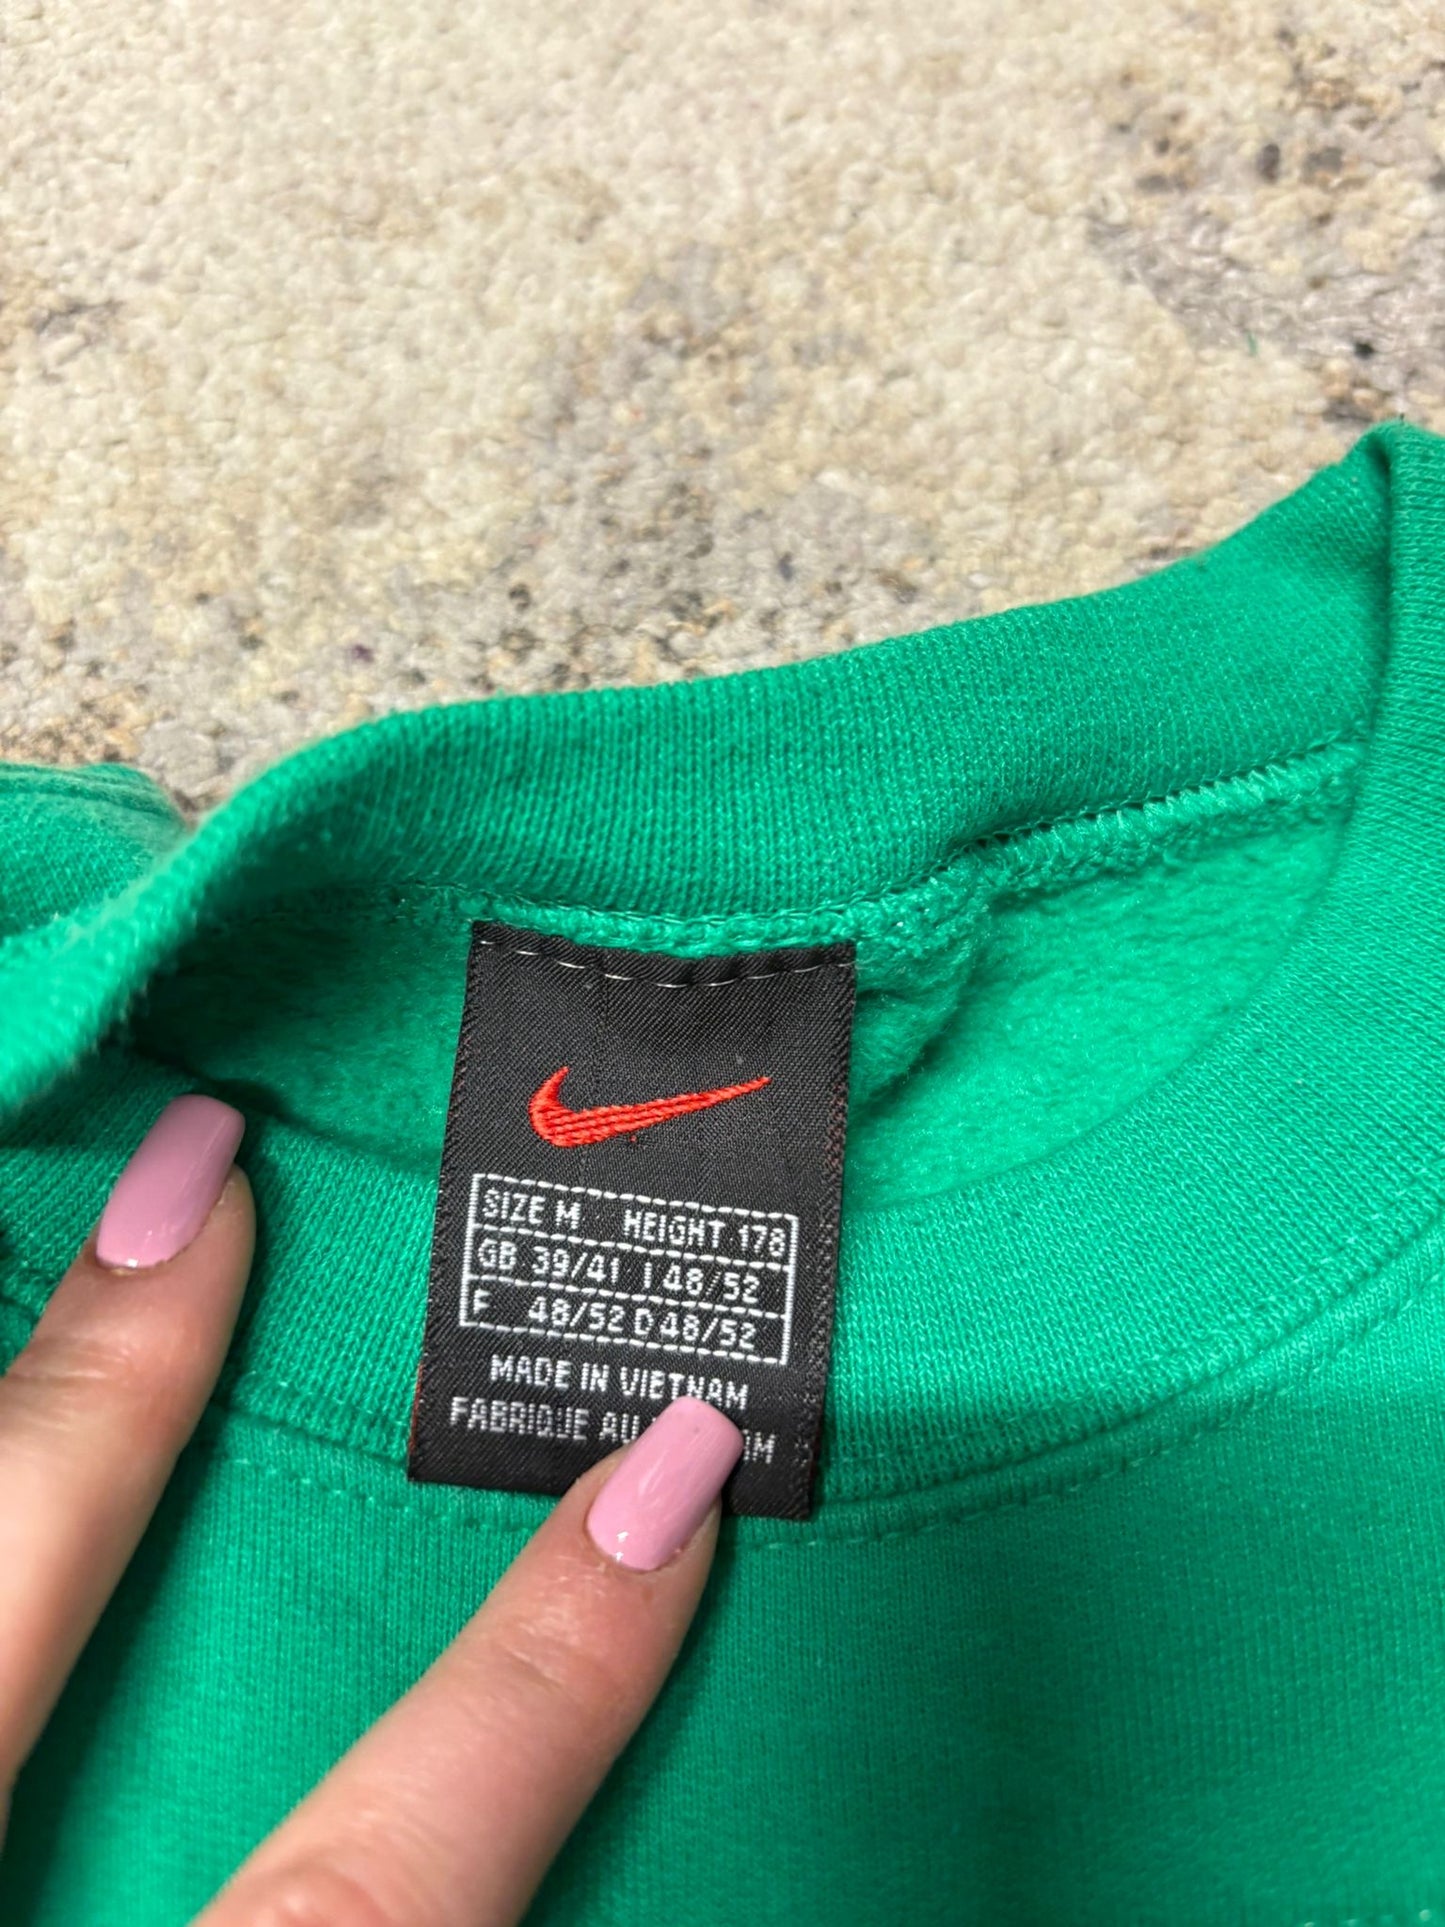 SIZE M HEIGHT 178
GB 39/41 I 48/52
F 48/52 D 48/52
MADE IN VIETNAM
FABRIQUE AU